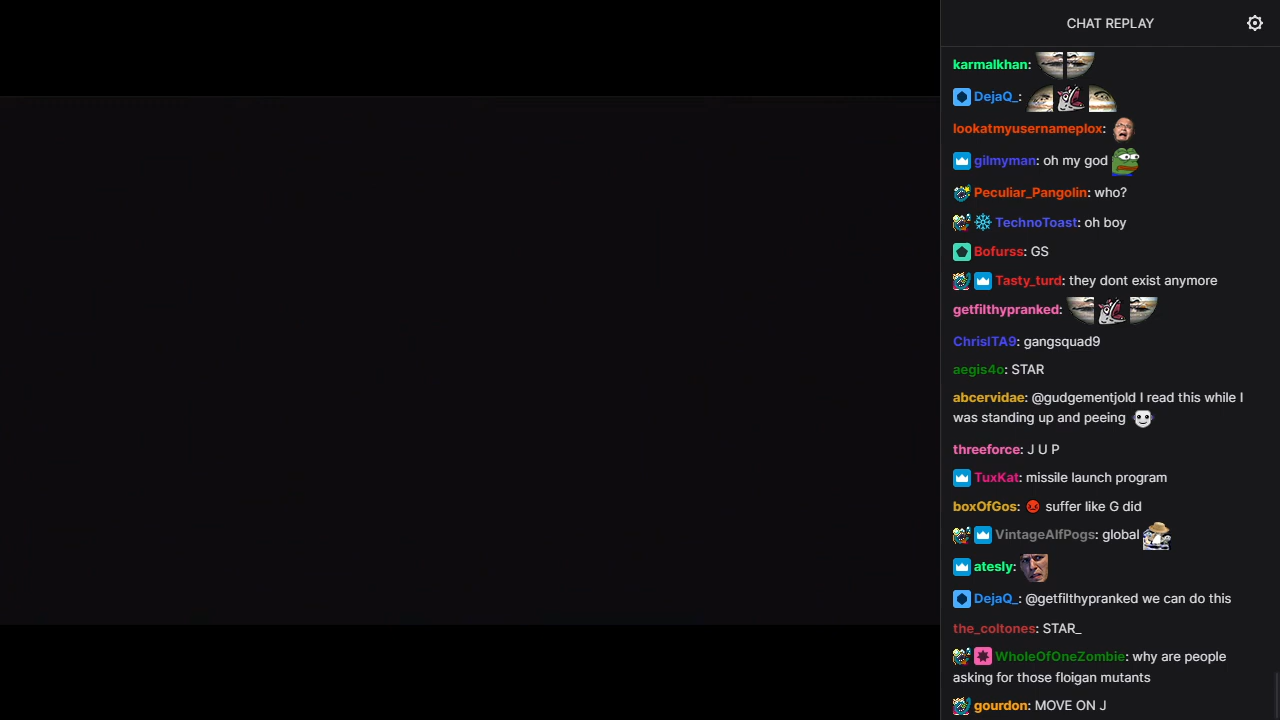 CHAT REPLAY
karmalkhan:
DejaQ_:
lookatmyusernameplox:
gilmyman: oh my god
Peculiar_Pangolin: who?
TechnoToast: oh boy
Bofurss: GS
Tasty_turd: they dont exist anymore
getfilthypranked:
ChrisITA9: gangsquad9
aegis4o: STAR
abcervidae: @gudgementjold I read this while I
was standing up and peeing
threeforce: J U P
TuxKat: missile launch program
boxOfGos: suffer like G did
VintageAlfPogs: global
atesly:
DejaQ_: @getfilthypranked we can do this
the_coltones: STAR_
WholeOfOneZombie: why are people
asking for those floigan mutants
gourdon: MOVE ON J